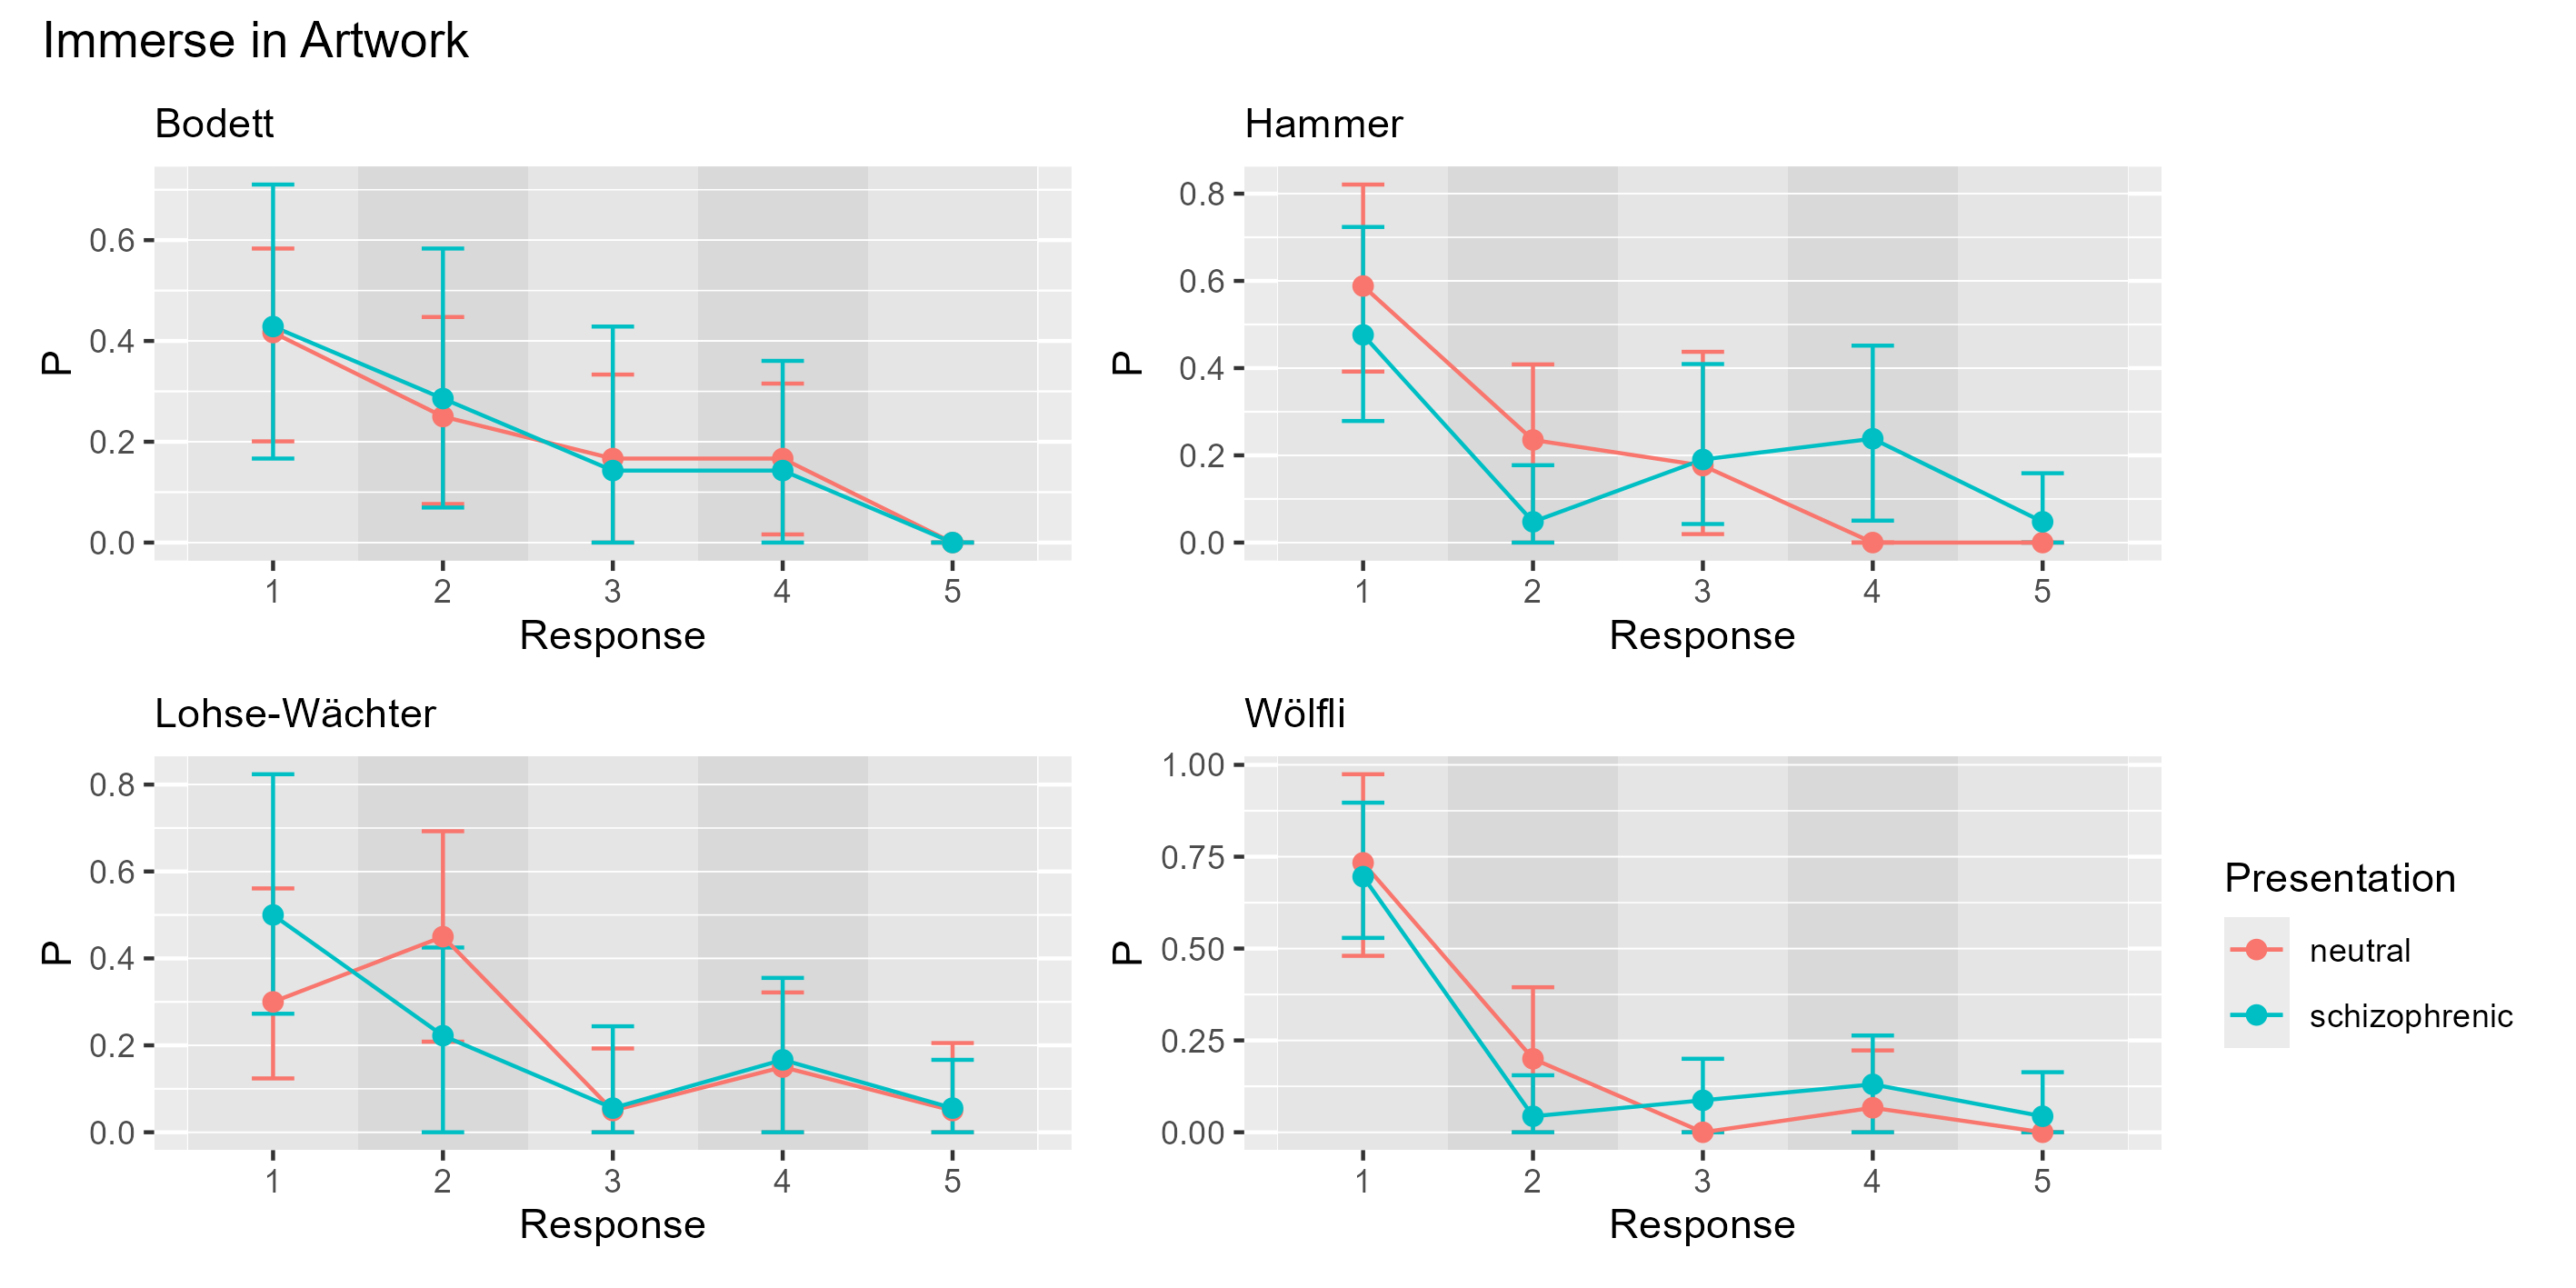 Immerse in Artwork
Bodett
P
0.6
0.4
0.2
0.0
1 2 3 4 5
Response
Hammer
P
0.8
0.6
0.4
0.2
0.0
1 2 3 4 5
Response
Lohse-Wächter
P
0.8
0.6
0.4
0.2
0.0
1 2 3 4 5
Response
Wölfli
P
1.00
0.75
0.50
0.25
0.00
1 2 3 4 5
Response
Presentation
neutral
schizophrenic